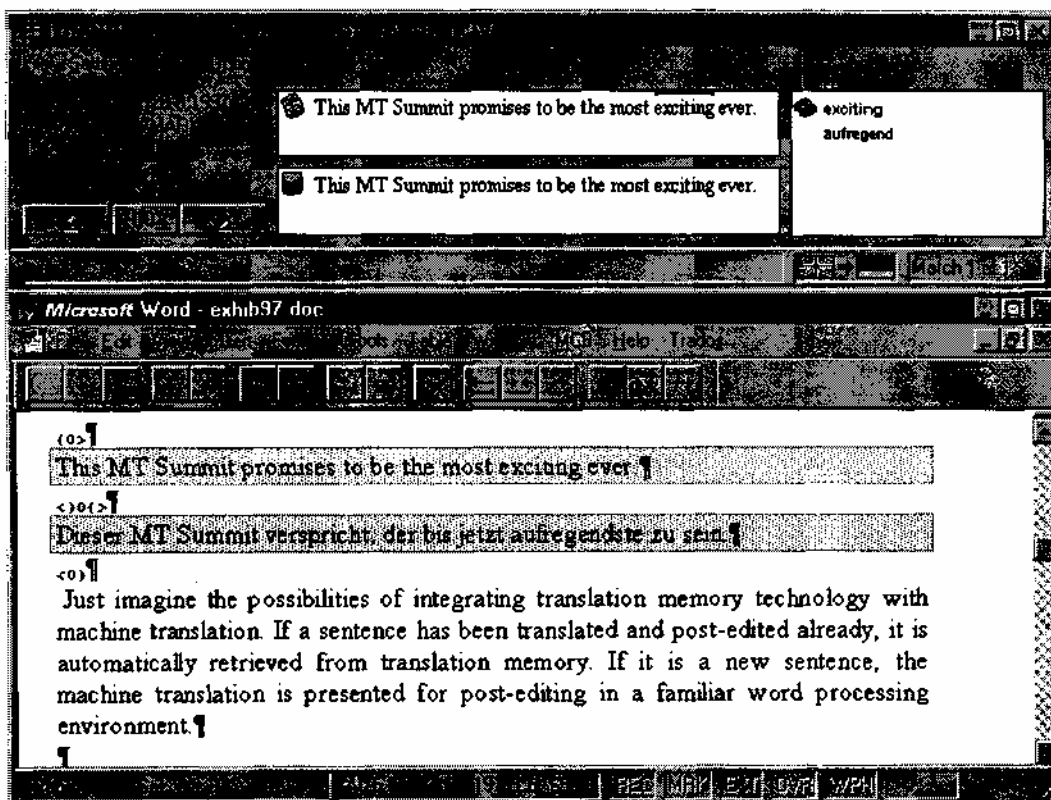 This MT Summit promises to be the most exciting ever.
exciting
aufregend
This MT Summit promises to be the most exciting ever.
Match
Microsoft Word - exhib97 doc
Edit Help Trados
{0>¶
This MT Summit promises to be the most exciting ever ¶
<}0{>¶
Dieser MT Summit verspricht, der bis jetzt aufregendste zu sein.¶
<0}¶
Just imagine the possibilities of integrating translation memory technology with
machine translation. If a sentence has been translated and post-edited already, it is
automatically retrieved from translation memory. If it is a new sentence, the
machine translation is presented for post-editing in a familiar word processing
environment.¶
¶
REC MRK EXT OVR WPH